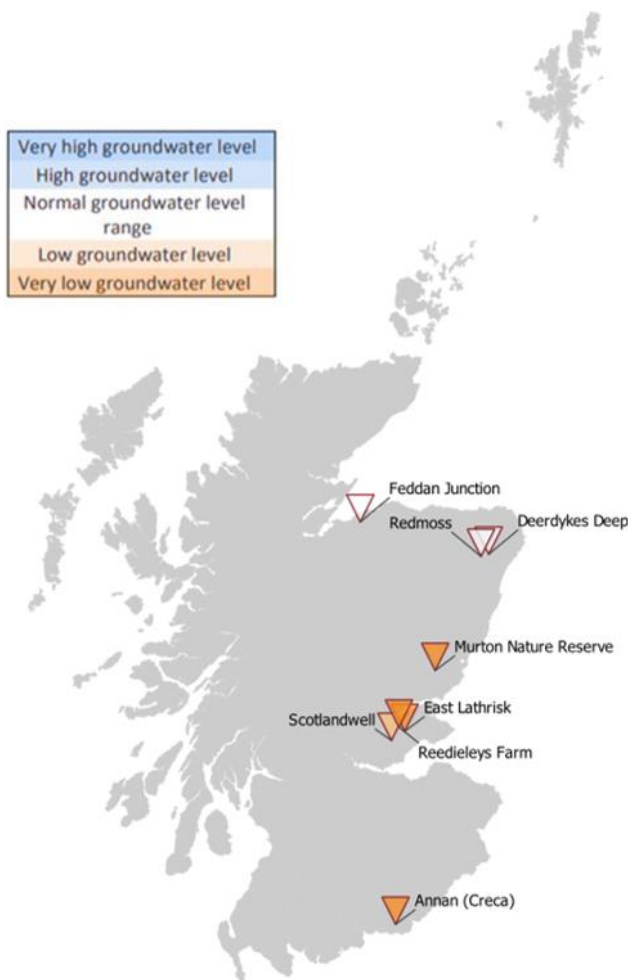 Very high groundwater level
High groundwater level
Normal groundwater level
range
Low groundwater level
Very low groundwater level
Feddan Junction
Redmoss
Deerdykes Deep
Murton Nature Reserve
East Lathrisk
Scotlandwell
Reedieleys Farm
Annan (Creca)